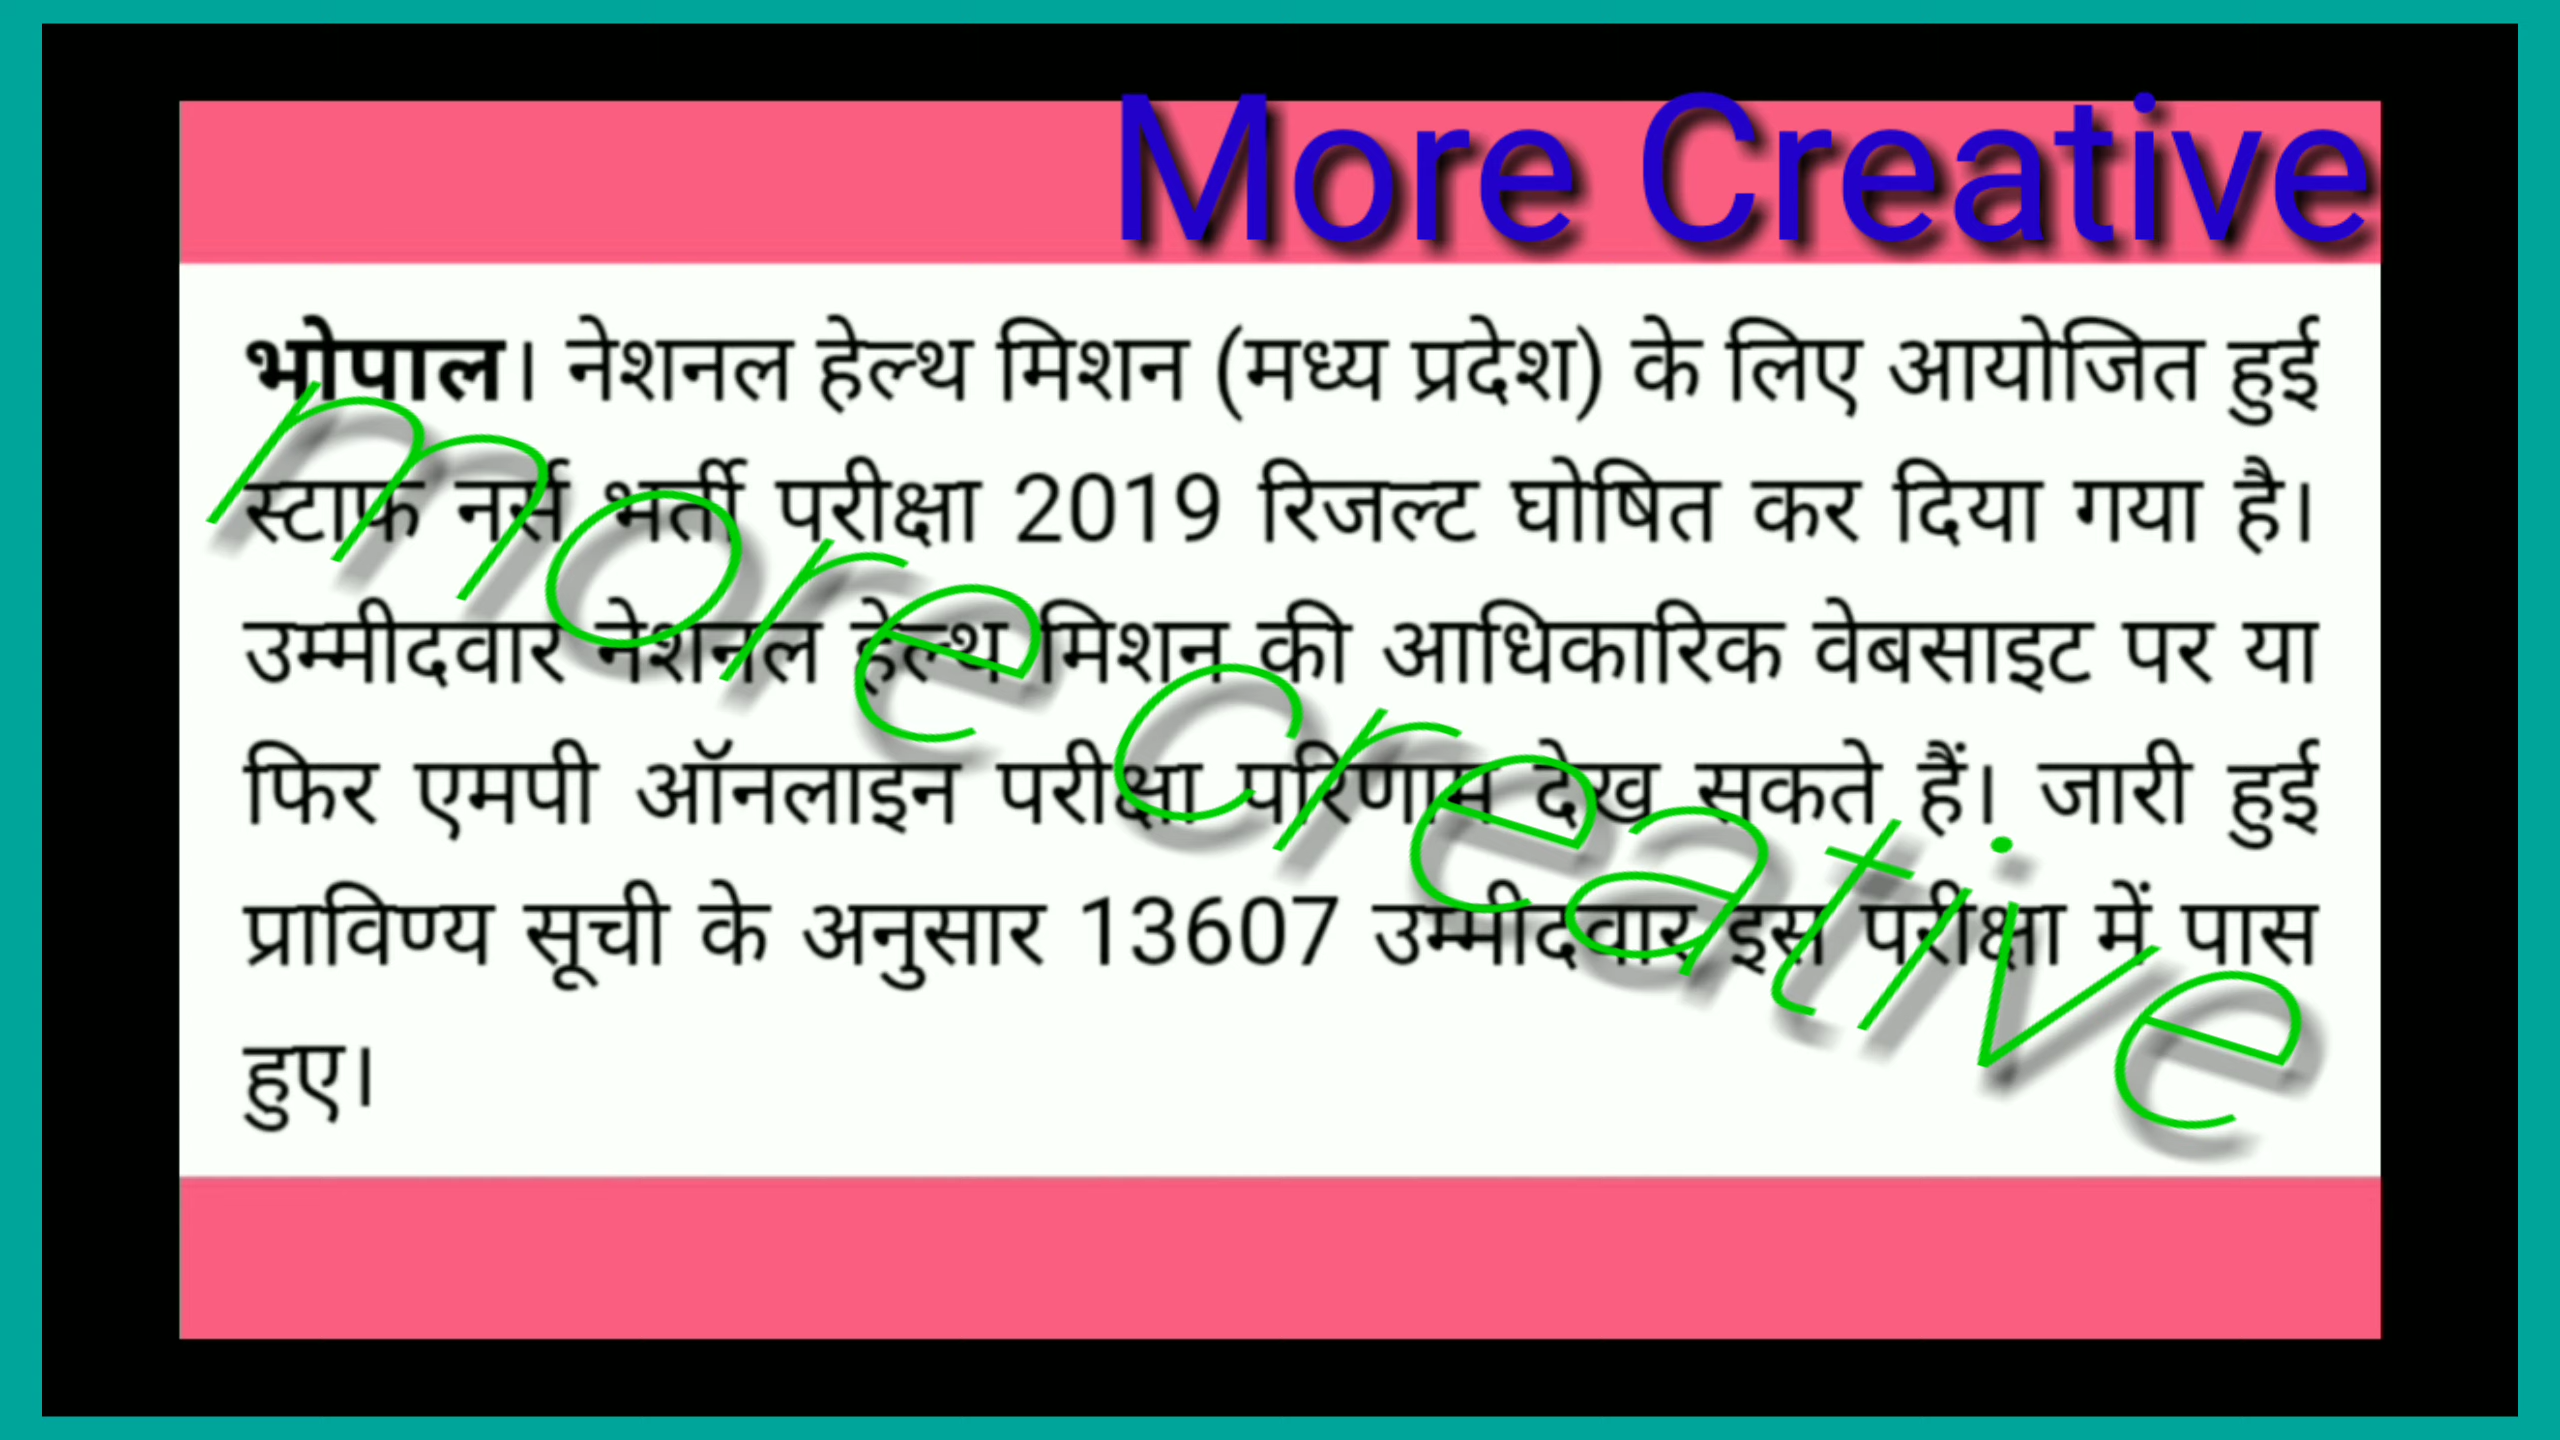 More Creative
भोपाल। नेशनल हेल्थ मिशन (मध्य प्रदेश) के लिए आयोजित हुई
स्टाफ नर्स भर्ती परीक्षा 2019 रिजल्ट घोषित कर दिया गया है।
उम्मीदवार नेशनल हेल्थ मिशन की आधिकारिक वेबसाइट पर या
फिर एमपी ऑनलाइन परीक्षा परिणाम देख सकते हैं। जारी हुई
प्राविण्य सूची के अनुसार 13607 उम्मीदवार इस परीक्षा में पास
हुए।
more creative